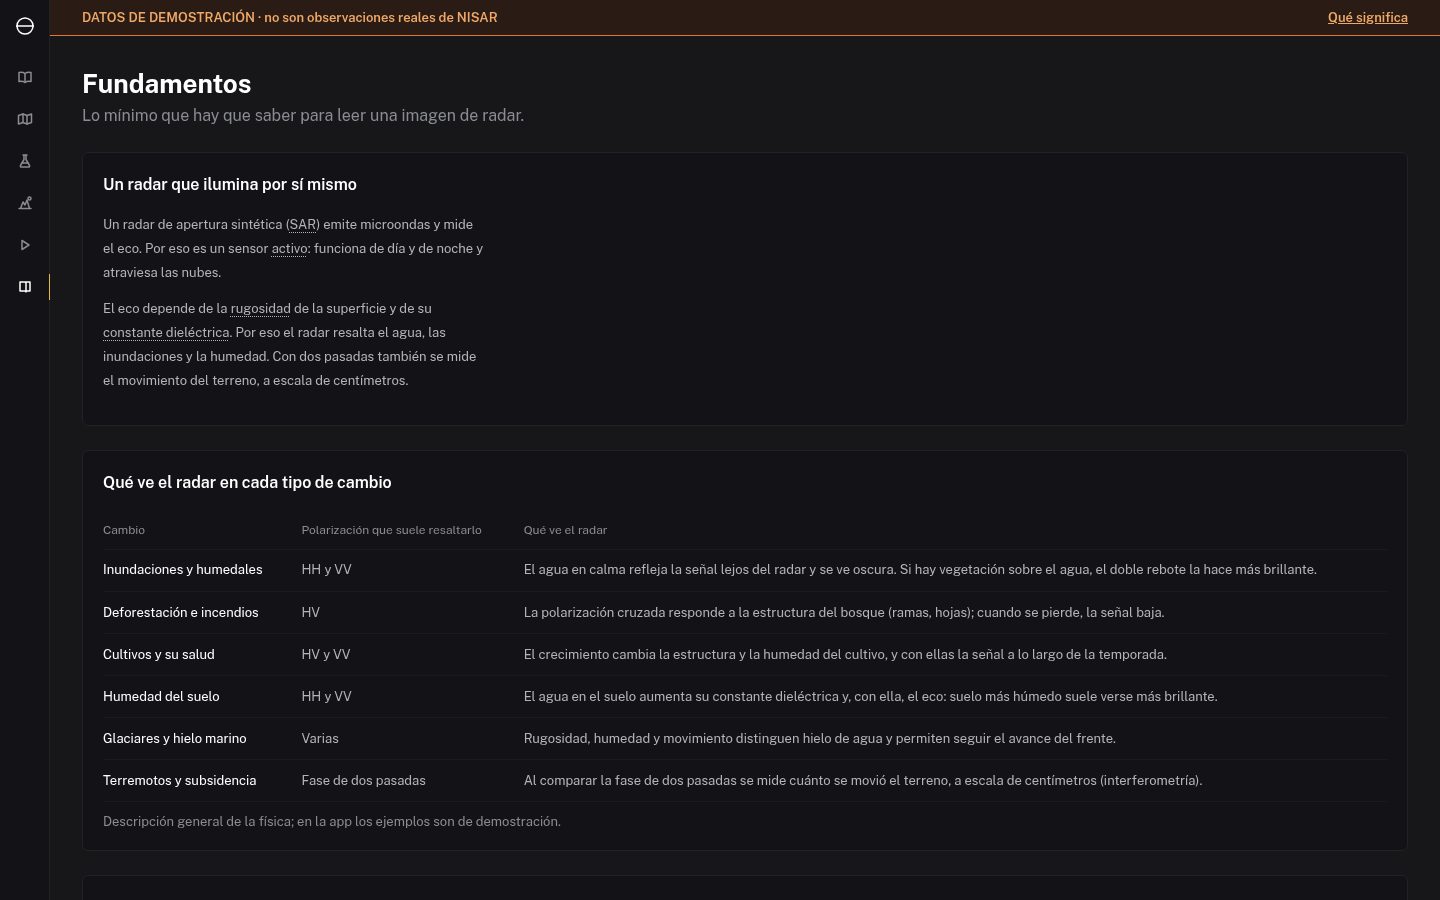 DATOS DE DEMOSTRACIÓN · no son observaciones reales de NISAR
Qué significa
Fundamentos
Lo mínimo que hay que saber para leer una imagen de radar.
Un radar que ilumina por sí mismo
Un radar de apertura sintética (SAR) emite microondas y mide
el eco. Por eso es un sensor activo: funciona de día y de noche y
atraviesa las nubes.
El eco depende de la rugosidad de la superficie y de su
constante dieléctrica. Por eso el radar resalta el agua, las
inundaciones y la humedad. Con dos pasadas también se mide
el movimiento del terreno, a escala de centímetros.
Qué ve el radar en cada tipo de cambio
Cambio Polarización que suele resaltarlo Qué ve el radar
Inundaciones y humedales HH y VV El agua en calma refleja la señal lejos del radar y se ve oscura. Si hay vegetación sobre el agua, el doble rebote la hace más brillante.
Deforestación e incendios HV La polarización cruzada responde a la estructura del bosque (ramas, hojas); cuando se pierde, la señal baja.
Cultivos y su salud HV y VV El crecimiento cambia la estructura y la humedad del cultivo, y con ellas la señal a lo largo de la temporada.
Humedad del suelo HH y VV El agua en el suelo aumenta su constante dieléctrica y, con ella, el eco: suelo más húmedo suele verse más brillante.
Glaciares y hielo marino Varias Rugosidad, humedad y movimiento distinguen hielo de agua y permiten seguir el avance del frente.
Terremotos y subsidencia Fase de dos pasadas Al comparar la fase de dos pasadas se mide cuánto se movió el terreno, a escala de centímetros (interferometría).
Descripción general de la física; en la app los ejemplos son de demostración.